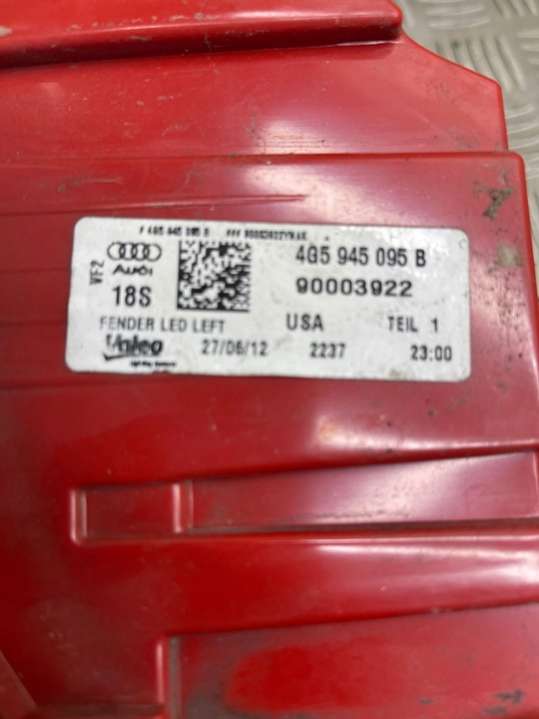 4G5 945 095 B
VF2
Audi
18S
90003922
FENDER LED LEFT
USA
TEIL 1
Valeo
27/06/12
2237
23:00